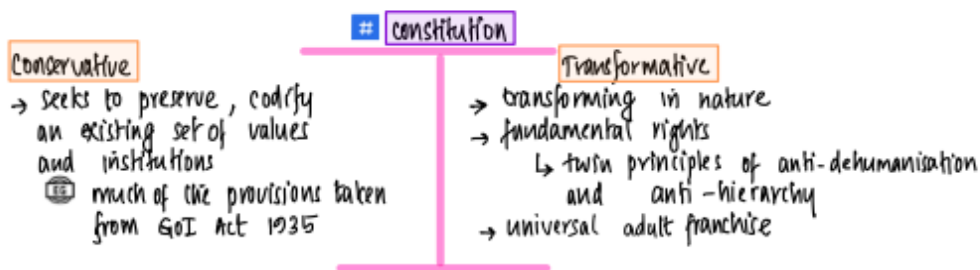 # constitution
Conservative
→ seeks to preserve, codify
an existing set of values
and institutions
EG much of the provisions taken
from GoI Act 1935
Transformative
→ transforming in nature
→ fundamental rights
↳ twin principles of anti-dehumanisation
and anti-hierarchy
→ universal adult franchise